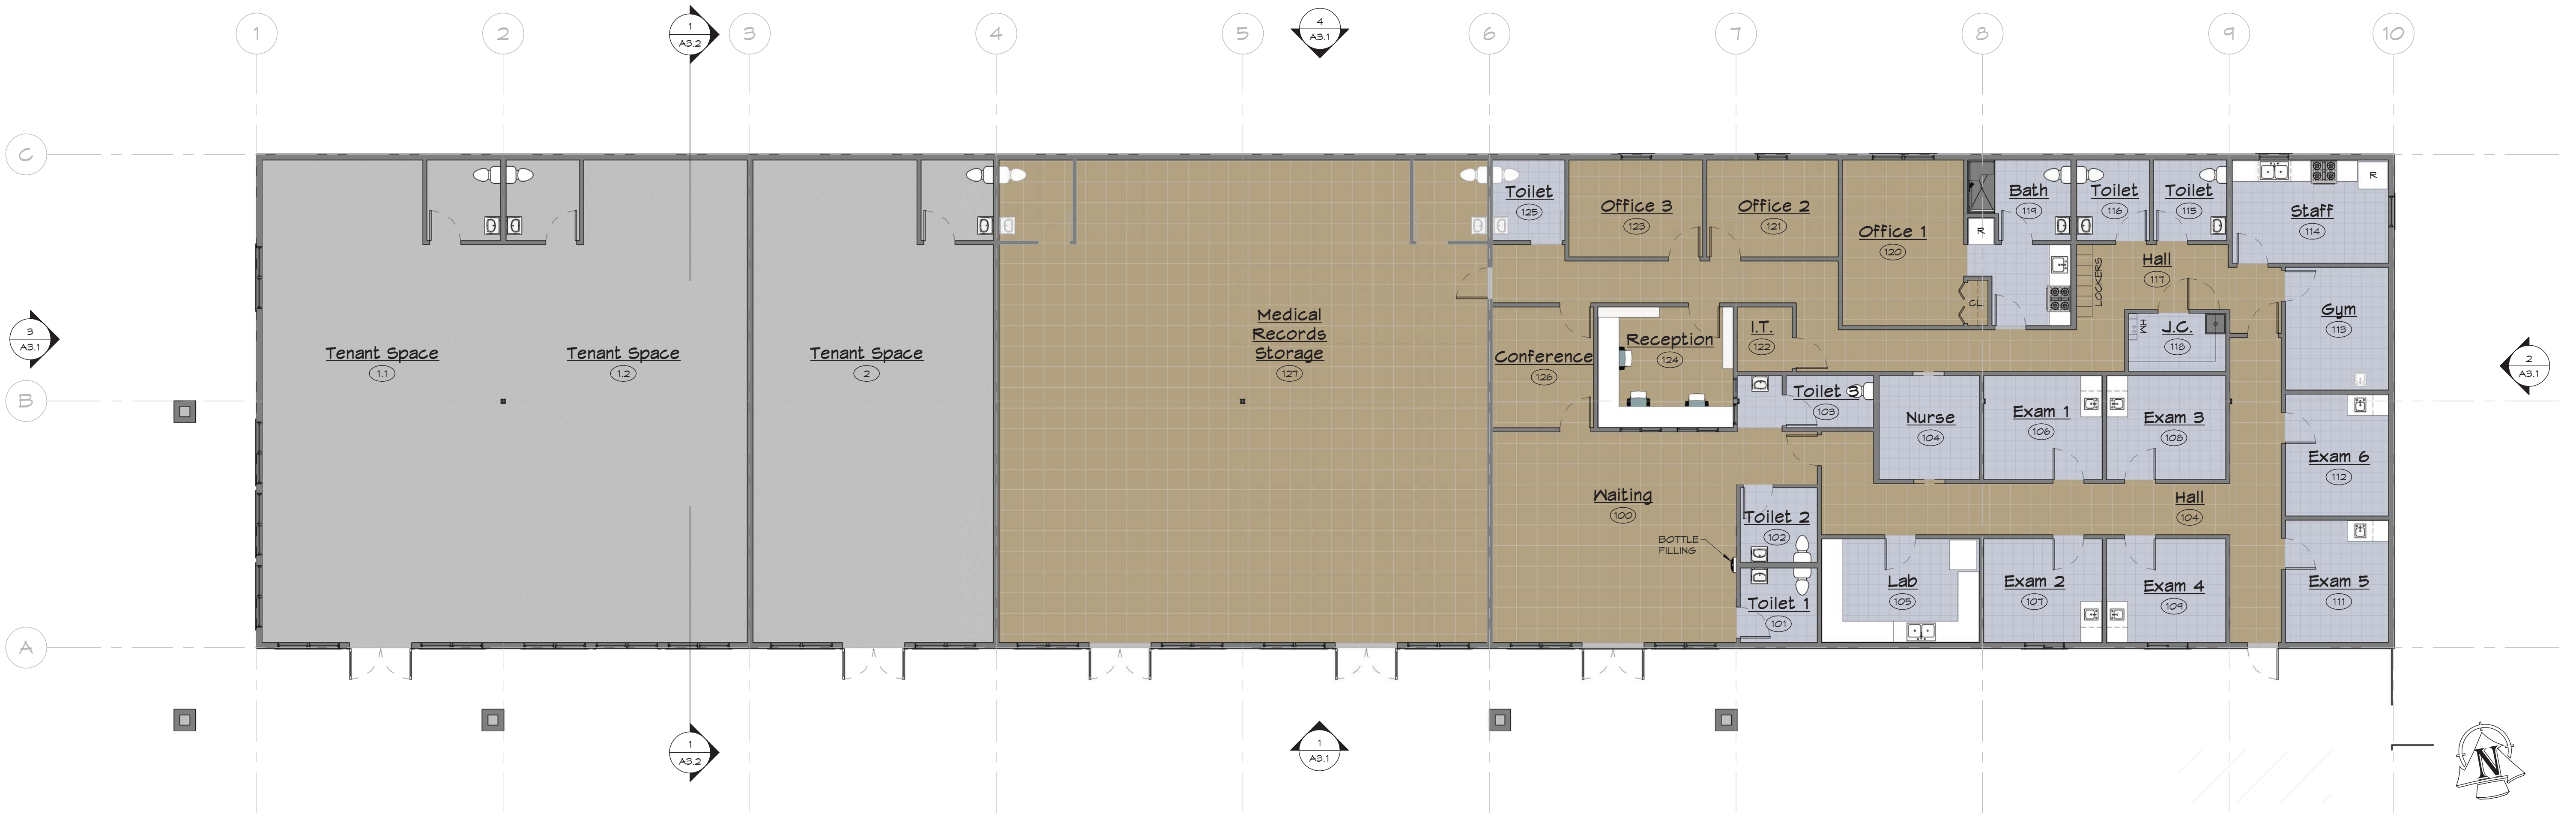 1
2
3
4
5
6
7
8
9
10
1
A3.2
4
A3.1
C
B
A
3
A3.1
2
A3.1
Tenant Space
1.1
Tenant Space
1.2
Tenant Space
2
Medical
Records
Storage
127
Toilet
125
Office 3
123
Office 2
121
Office 1
120
R
CL
Bath
119
Toilet
116
Toilet
115
Staff
114
R
Hall
117
LOCKERS
HM
J.C.
118
Gym
113
Conference
126
Reception
124
I.T.
122
Toilet 3
103
Nurse
104
Exam 1
106
Exam 3
108
Exam 6
112
Waiting
100
BOTTLE
FILLING
Toilet 2
102
Hall
104
Toilet 1
101
Lab
105
Exam 2
107
Exam 4
109
Exam 5
111
1
A3.2
1
A3.1
N